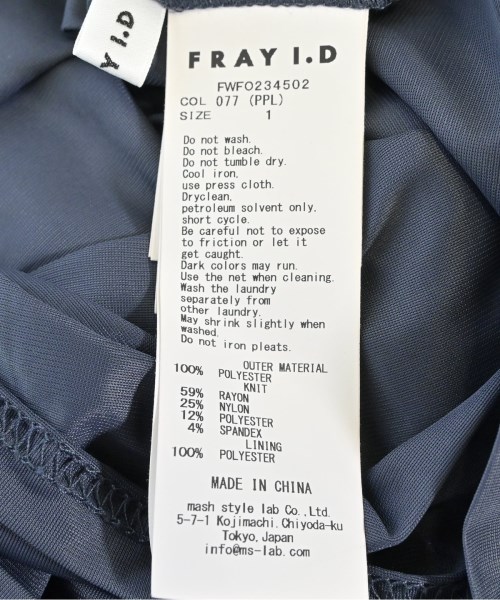 Y I.D
FRAY I.D
FWFO234502
COL 077 (PPL)
SIZE 1
Do not wash.
Do not bleach.
Do not tumble dry.
Cool iron,
use press cloth.
Dryclean,
petroleum solvent only.
short cycle.
Be careful not to expose
to friction or let it
get caught.
Dark colors may run.
Use the net when cleaning.
Wash the laundry
separately from
other laundry.
May shrink slightly when
washed.
Do not iron pleats.
OUTER MATERIAL
100% POLYESTER
KNIT
59% RAYON
25% NYLON
12% POLYESTER
4% SPANDEX
LINING
100% POLYESTER
MADE IN CHINA
mash style lab Co.,Ltd.
5-7-1 Kojimachi.Chiyoda-ku
Tokyo,Japan
info@ms-lab.com